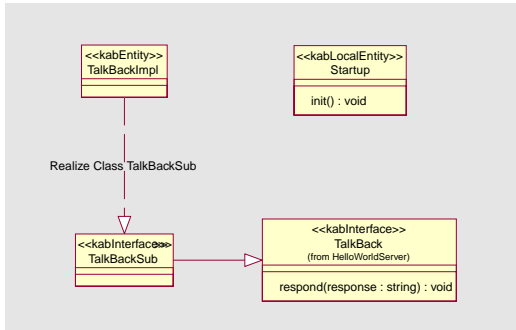 <<kabEntity>>
TalkBackImpl
<<kabLocalEntity>>
Startup
init() : void
Realize Class TalkBackSub
<<kabInterface>>
TalkBackSub
<<kabInterface>>
TalkBack
(from HelloWorldServer)
respond(response : string) : void